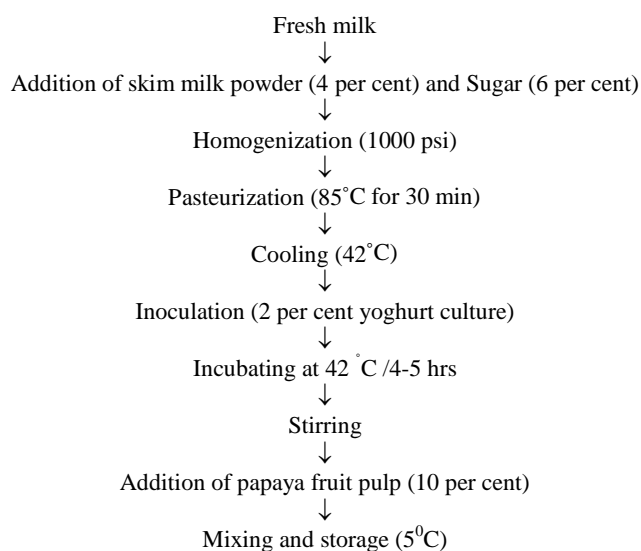 Fresh milk
↓
Addition of skim milk powder (4 per cent) and Sugar (6 per cent)
↓
Homogenization (1000 psi)
↓
Pasteurization (85°C for 30 min)
↓
Cooling (42°C)
↓
Inoculation (2 per cent yoghurt culture)
↓
Incubating at 42 °C /4-5 hrs
↓
Stirring
↓
Addition of papaya fruit pulp (10 per cent)
↓
Mixing and storage (5⁰C)